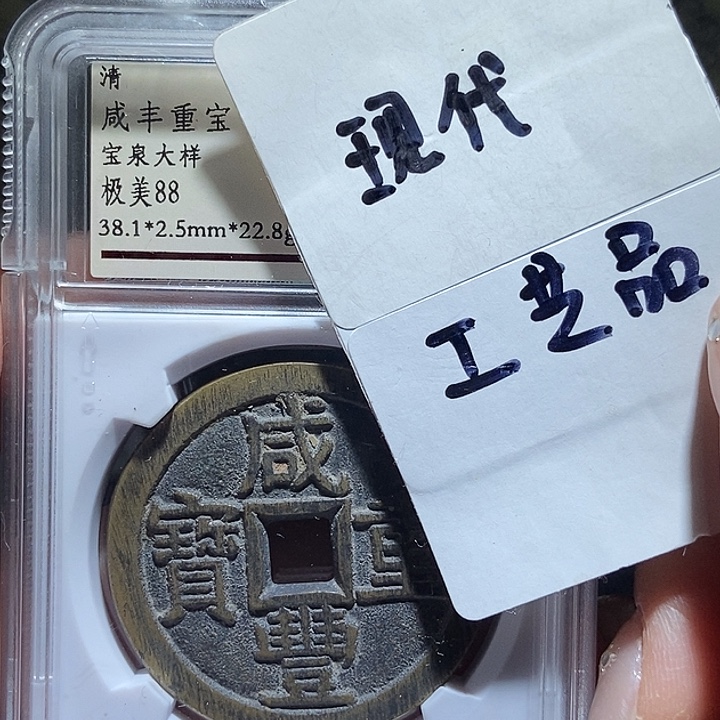 清
咸丰重宝
宝泉大样
极美88
38.1*2.5mm*22.8g
现代
工艺品
咸
豐
重
寶